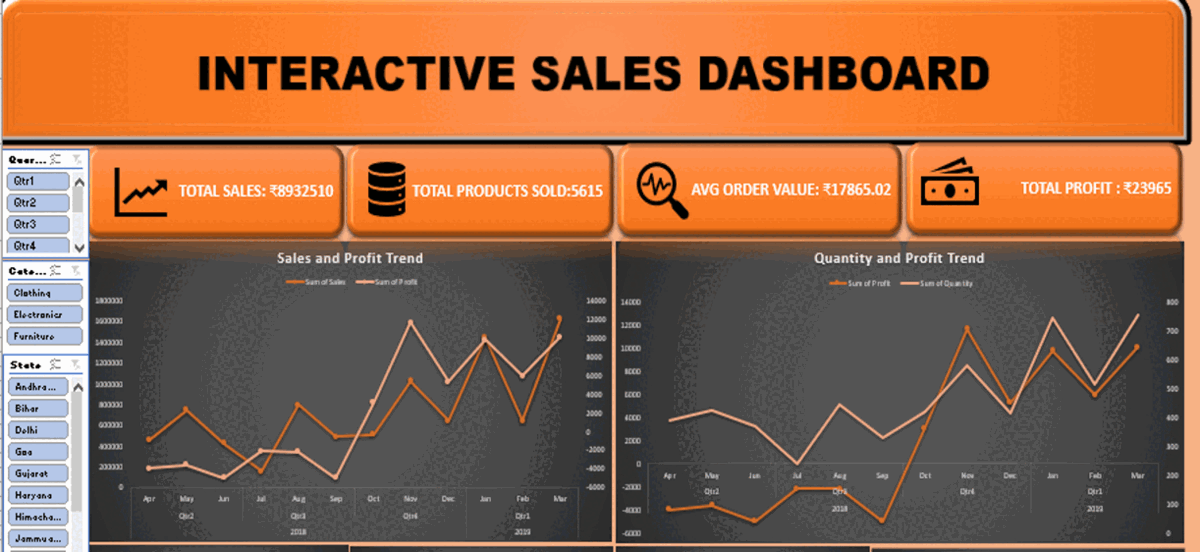 INTERACTIVE SALES DASHBOARD
Quar...
Qtr1
Qtr2
Qtr3
Qtr4
TOTAL SALES: ₹8932510
TOTAL PRODUCTS SOLD:5615
AVG ORDER VALUE: ₹17865.02
TOTAL PROFIT : ₹23965
Cate...
Clothing
Electronics
Furniture
State
Andhra...
Bihar
Delhi
Goa
Gujarat
Haryana
Himacha...
Jammu a...
Sales and Profit Trend
Sum of Sales Sum of Profit
1800000
1600000
1400000
1200000
1000000
800000
600000
400000
200000
0
14000
12000
10000
8000
6000
4000
2000
0
-2000
-4000
-6000
Apr May Jun Jul Aug Sep Oct Nov Dec Jan Feb Mar
Qtr2 Qtr3 Qtr4 Qtr1
2018 2019
Quantity and Profit Trend
Sum of Profit Sum of Quantity
14000
12000
10000
8000
6000
4000
2000
0
-2000
-4000
-6000
800
700
600
500
400
300
200
100
0
Apr May Jun Jul Aug Sep Oct Nov Dec Jan Feb Mar
Qtr2 Qtr3 Qtr4 Qtr1
2018 2019